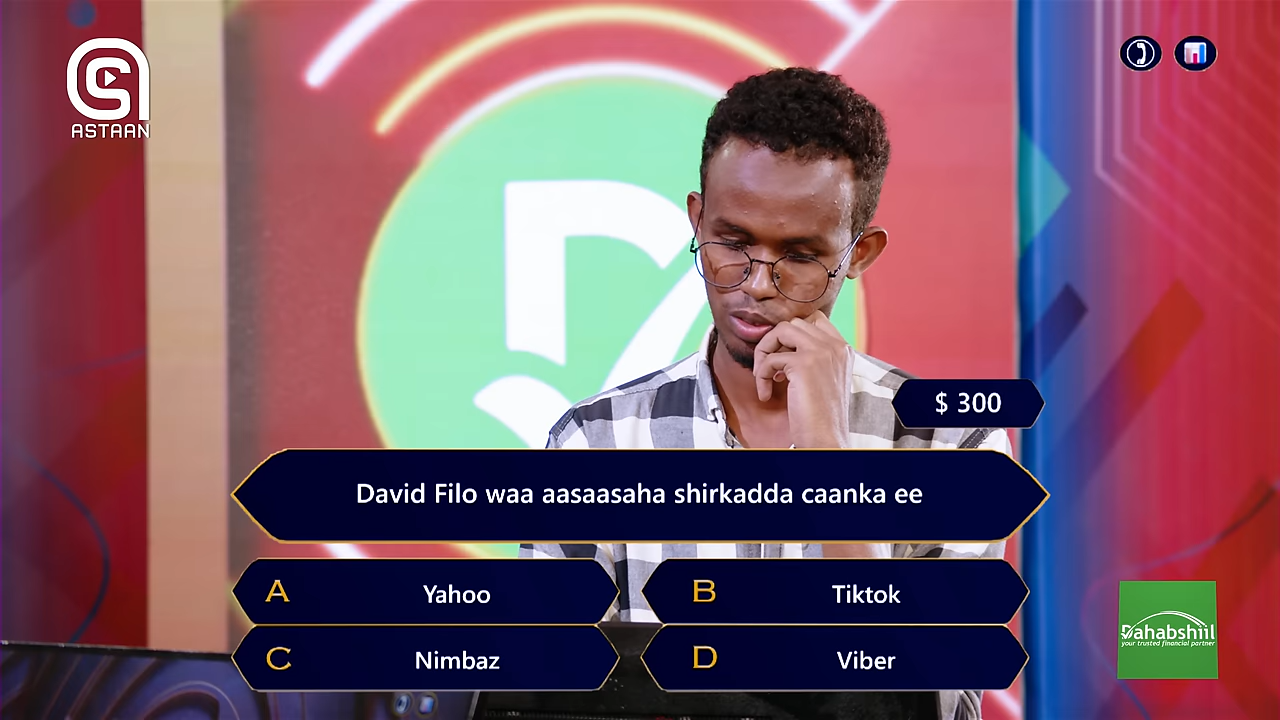 ASTAAN
$ 300
David Filo waa aasaasaha shirkadda caanka ee
A Yahoo
B Tiktok
C Nimbaz
D Viber
Dahabshiil
your trusted financial partner